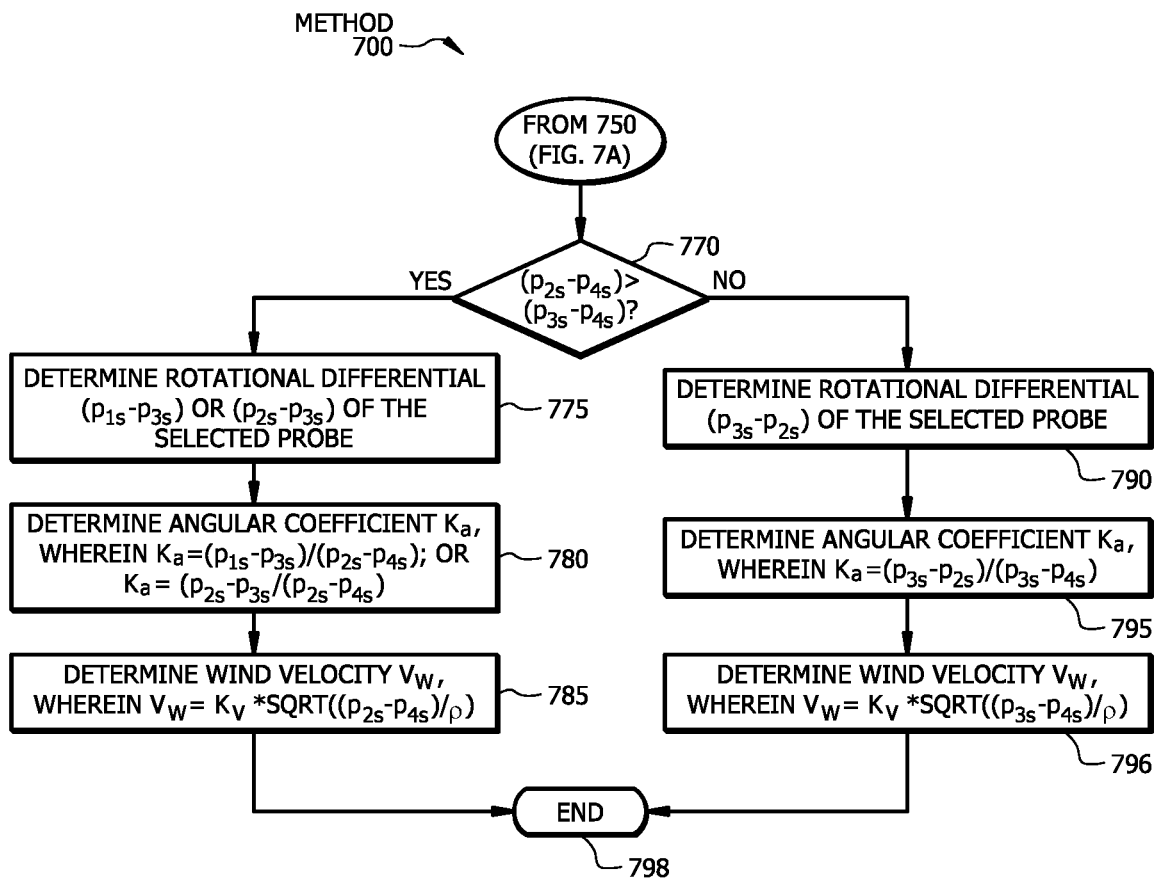 METHOD
700
FROM 750
(FIG. 7A)
770
YES
(p2s-p4s)>
(p3s-p4s)?
NO
DETERMINE ROTATIONAL DIFFERENTIAL
(p1s-p3s) OR (p2s-p3s) OF THE
SELECTED PROBE
775
DETERMINE ANGULAR COEFFICIENT Ka,
WHEREIN Ka=(p1s-p3s)/(p2s-p4s); OR
Ka= (p2s-p3s/(p2s-p4s)
780
DETERMINE WIND VELOCITY VW,
WHEREIN VW= KV *SQRT((p2s-p4s)/ρ)
785
DETERMINE ROTATIONAL DIFFERENTIAL
(p3s-p2s) OF THE SELECTED PROBE
790
DETERMINE ANGULAR COEFFICIENT Ka,
WHEREIN Ka=(p3s-p2s)/(p3s-p4s)
795
DETERMINE WIND VELOCITY VW,
WHEREIN VW= KV *SQRT((p3s-p4s)/ρ)
796
END
798